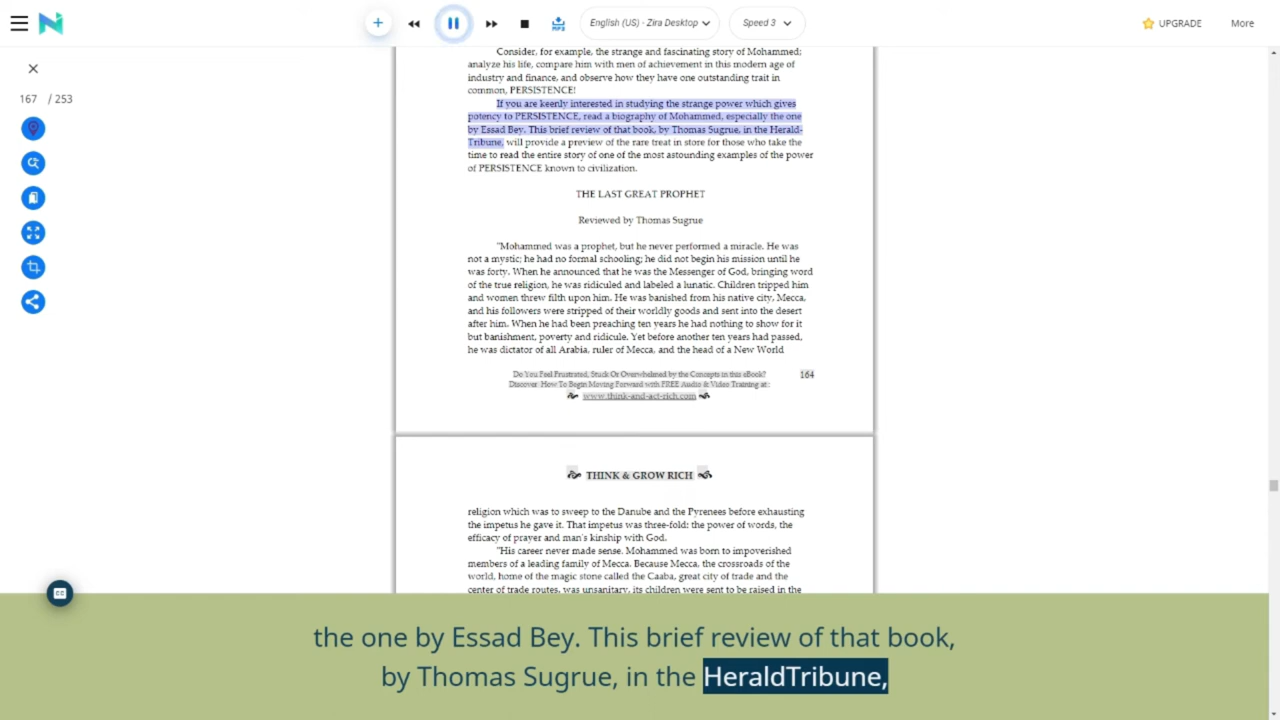 MP3
English (US) - Zira Desktop
Speed 3
UPGRADE
More
167 / 253
Consider, for example, the strange and fascinating story of Mohammed;
analyze his life, compare him with men of achievement in this modern age of
industry and finance, and observe how they have one outstanding trait in
common, PERSISTENCE!
If you are keenly interested in studying the strange power which gives
potency to PERSISTENCE, read a biography of Mohammed, especially the one
by Essad Bey. This brief review of that book, by Thomas Sugrue, in the Herald-
Tribune, will provide a preview of the rare treat in store for those who take the
time to read the entire story of one of the most astounding examples of the power
of PERSISTENCE known to civilization.
THE LAST GREAT PROPHET
Reviewed by Thomas Sugrue
"Mohammed was a prophet, but he never performed a miracle. He was
not a mystic; he had no formal schooling; he did not begin his mission until he
was forty. When he announced that he was the Messenger of God, bringing word
of the true religion, he was ridiculed and labeled a lunatic. Children tripped him
and women threw filth upon him. He was banished from his native city, Mecca,
and his followers were stripped of their worldly goods and sent into the desert
after him. When he had been preaching ten years he had nothing to show for it
but banishment, poverty and ridicule. Yet before another ten years had passed,
he was dictator of all Arabia, ruler of Mecca, and the head of a New World
Do You Feel Frustrated, Stuck Or Overwhelmed by the Concepts in this eBook? 164
Discover: How To Begin Moving Forward with FREE Audio & Video Training at:
www.think-and-act-rich.com
THINK & GROW RICH
religion which was to sweep to the Danube and the Pyrenees before exhausting
the impetus he gave it. That impetus was three-fold: the power of words, the
efficacy of prayer and man's kinship with God.
"His career never made sense. Mohammed was born to impoverished
members of a leading family of Mecca. Because Mecca, the crossroads of the
world, home of the magic stone called the Caaba, great city of trade and the
center of trade routes, was unsanitary, its children were sent to be raised in the
CC
the one by Essad Bey. This brief review of that book,
by Thomas Sugrue, in the HeraldTribune,